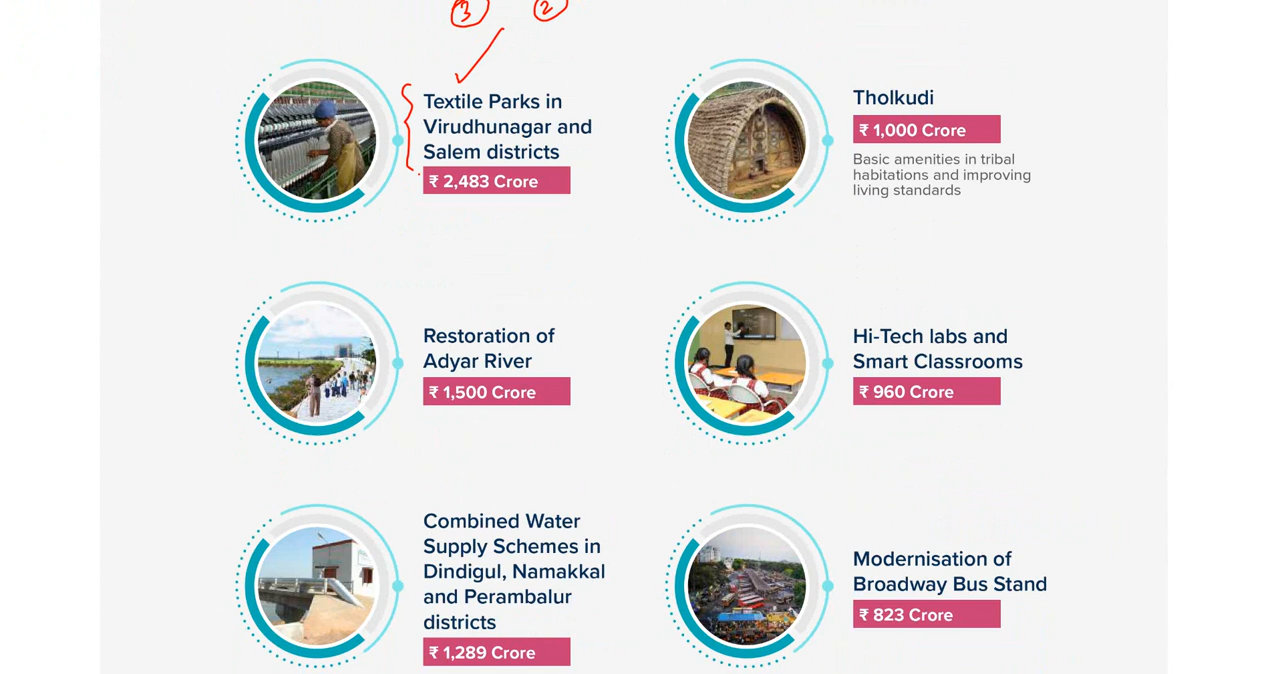 3 2
Textile Parks in
Virudhunagar and
Salem districts
₹ 2,483 Crore
Tholkudi
₹ 1,000 Crore
Basic amenities in tribal
habitations and improving
living standards
Restoration of
Adyar River
₹ 1,500 Crore
Hi-Tech labs and
Smart Classrooms
₹ 960 Crore
Combined Water
Supply Schemes in
Dindigul, Namakkal
and Perambalur
districts
₹ 1,289 Crore
Modernisation of
Broadway Bus Stand
₹ 823 Crore